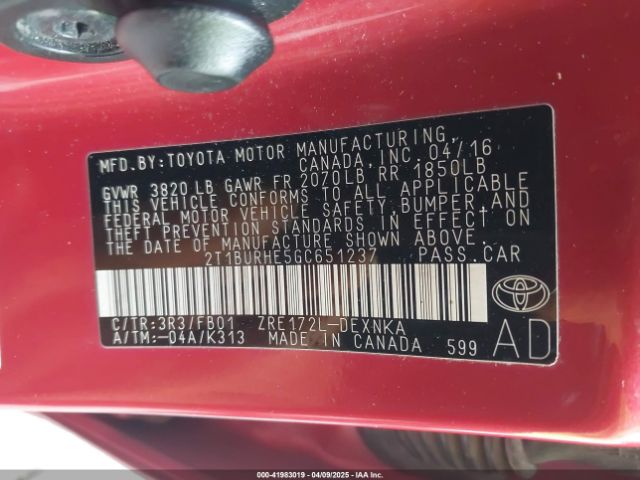 MFD.BY:TOYOTA MOTOR MANUFACTURING,
CANADA, INC. 04/16
GVWR 3820 LB GAWR FR 2070LB RR 1850LB
THIS VEHICLE CONFORMS TO ALL APPLICABLE
FEDERAL MOTOR VEHICLE SAFETY, BUMPER, AND
THEFT PREVENTION STANDARDS IN EFFECT ON
THE DATE OF MANUFACTURE SHOWN ABOVE.
2T1BURHE5GC651237 PASS.CAR
C/TR:3R3/FB01 ZRE172L-DEXNKA
A/TM:-04A/K313 MADE IN CANADA 599
AD
000-41983019 - 04/09/2025 - IAAI, Inc.